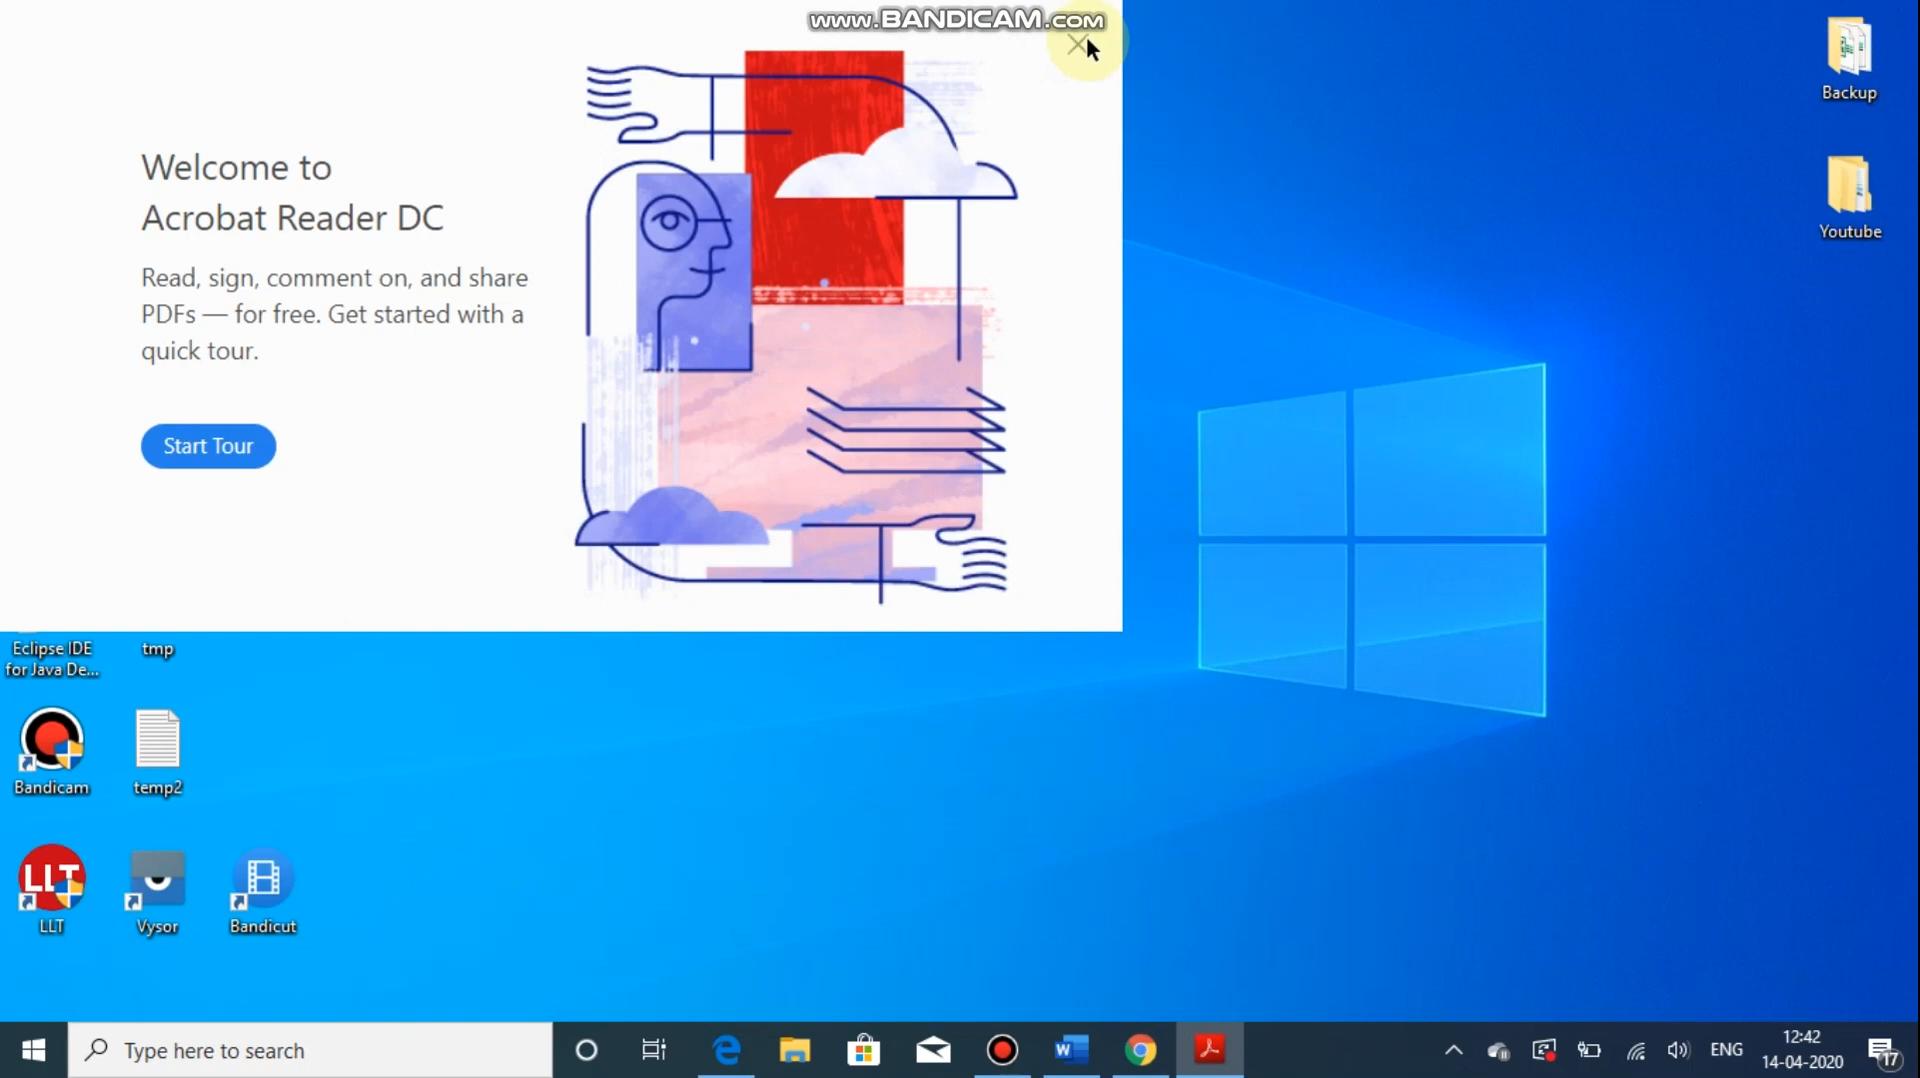 www.BANDICAM.com
Welcome to
Acrobat Reader DC
Read, sign, comment on, and share
PDFs — for free. Get started with a
quick tour.
Start Tour
Backup
Youtube
Eclipse IDE
for Java De...
tmp
Bandicam
temp2
LLT
LLT
Vysor
Bandicut
Type here to search
W
ENG
12:42
14-04-2020
17